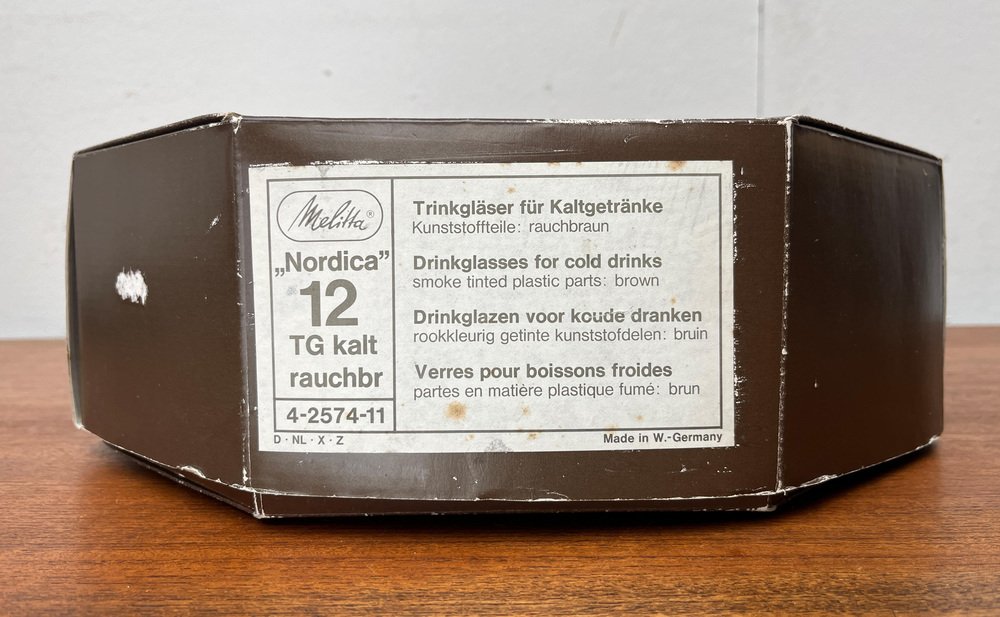 Melitta®
„Nordica”
12
TG kalt
rauchbr
4-2574-11
D · NL · X · Z
Trinkgläser für Kaltgetränke
Kunststoffteile: rauchbraun
Drinkglasses for cold drinks
smoke tinted plastic parts: brown
Drinkglazen voor koude dranken
rookkleurig getinte kunststofdelen: bruin
Verres pour boissons froides
partes en matière plastique fumé: brun
Made in W.-Germany